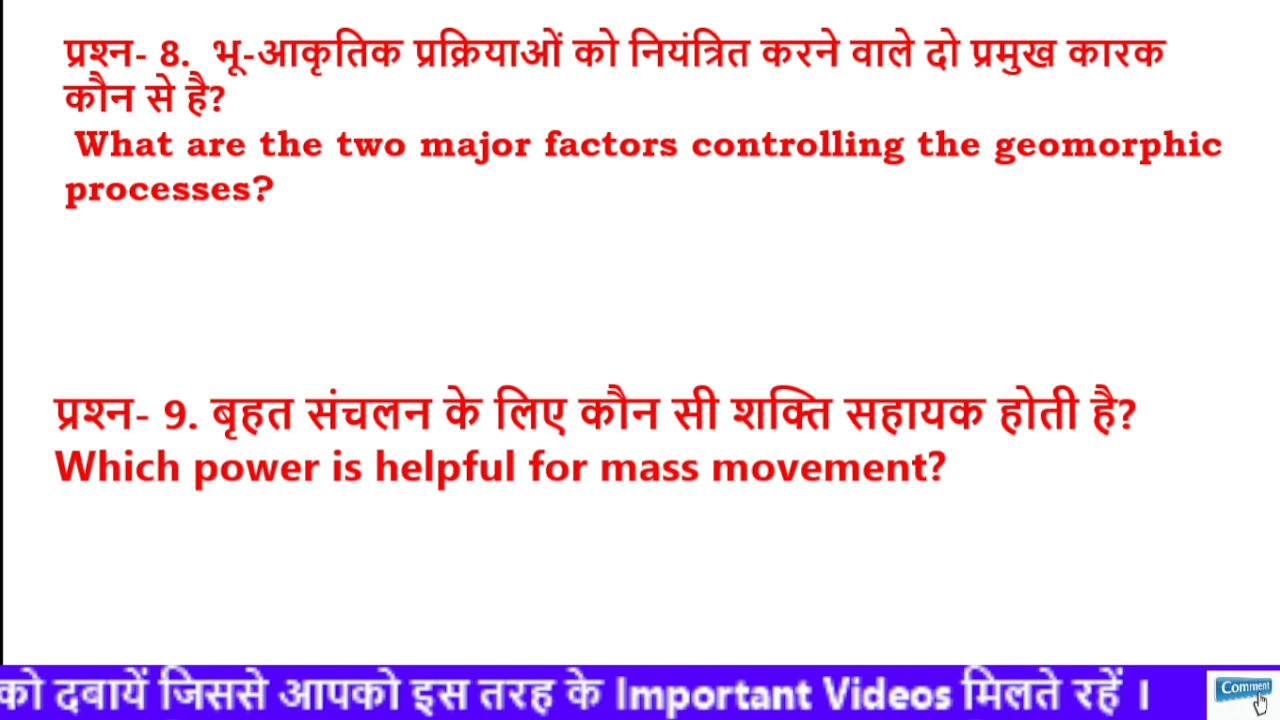 प्रश्न- 8. भू-आकृतिक प्रक्रियाओं को नियंत्रित करने वाले दो प्रमुख कारक
कौन से है?
What are the two major factors controlling the geomorphic
processes?
प्रश्न- 9. बृहत संचलन के लिए कौन सी शक्ति सहायक होती है?
Which power is helpful for mass movement?
को दबायें जिससे आपको इस तरह के Important Videos मिलते रहें ।
Comment